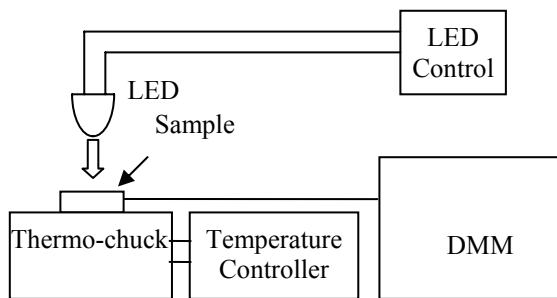 LED
Control
LED
Sample
Thermo-chuck
Temperature
Controller
DMM